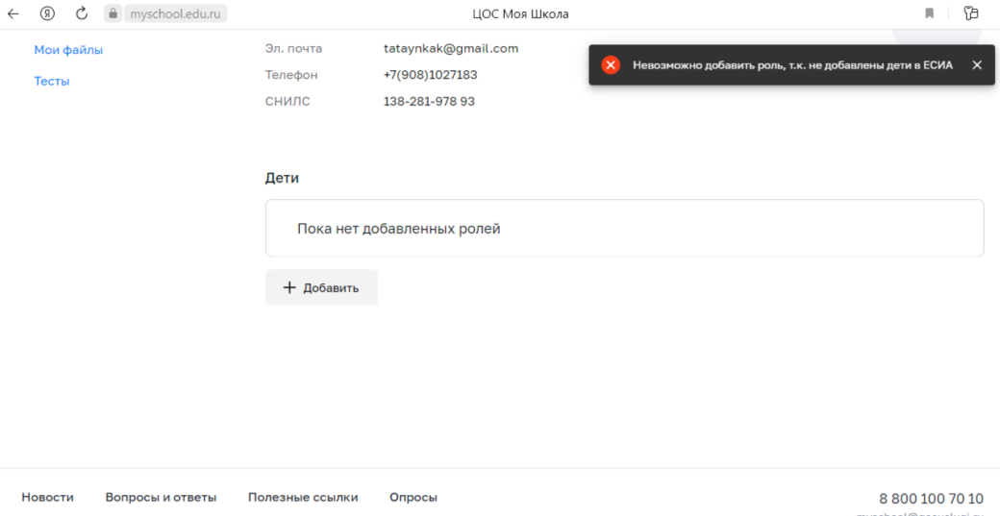 myschool.edu.ru
ЦОС Моя Школа
Мои файлы
Тесты
Эл. почта tataynkak@gmail.com
Телефон +7(908)1027183
СНИЛС 138-281-978 93
Невозможно добавить роль, т.к. не добавлены дети в ЕСИА
Дети
Пока нет добавленных ролей
+ Добавить
Новости Вопросы и ответы Полезные ссылки Опросы
8 800 100 70 10